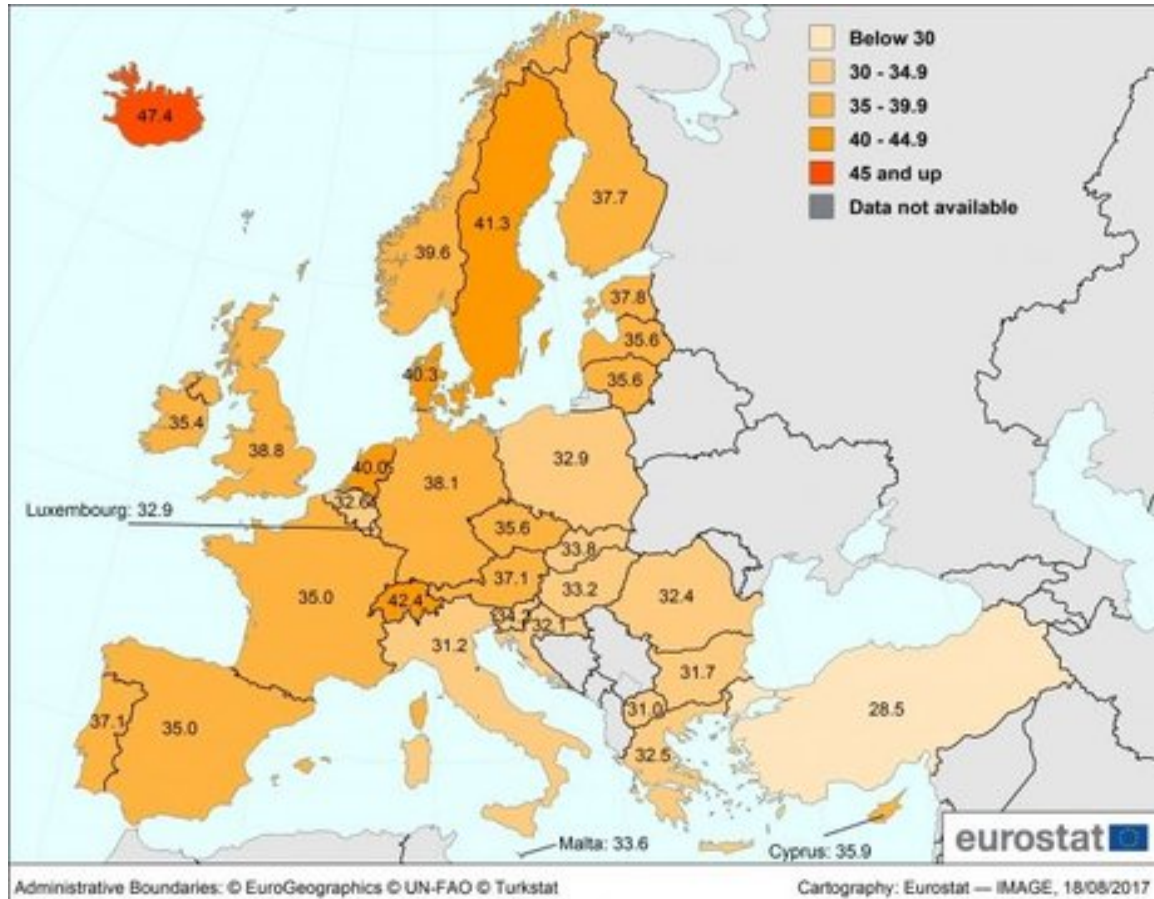 Below 30
30 - 34.9
35 - 39.9
40 - 44.9
45 and up
Data not available
47.4
41.3
37.7
39.6
37.8
35.6
35.6
40.3
35.4
38.8
40.0
32.9
38.1
32.6
Luxembourg: 32.9
35.6
33.8
37.1
33.2
35.0
42.4
32.4
32.1
31.2
31.7
37.1
35.0
31.0
28.5
32.5
Malta: 33.6
Cyprus: 35.9
eurostat
Administrative Boundaries: © EuroGeographics © UN-FAO © Turkstat
Cartography: Eurostat — IMAGE, 18/08/2017